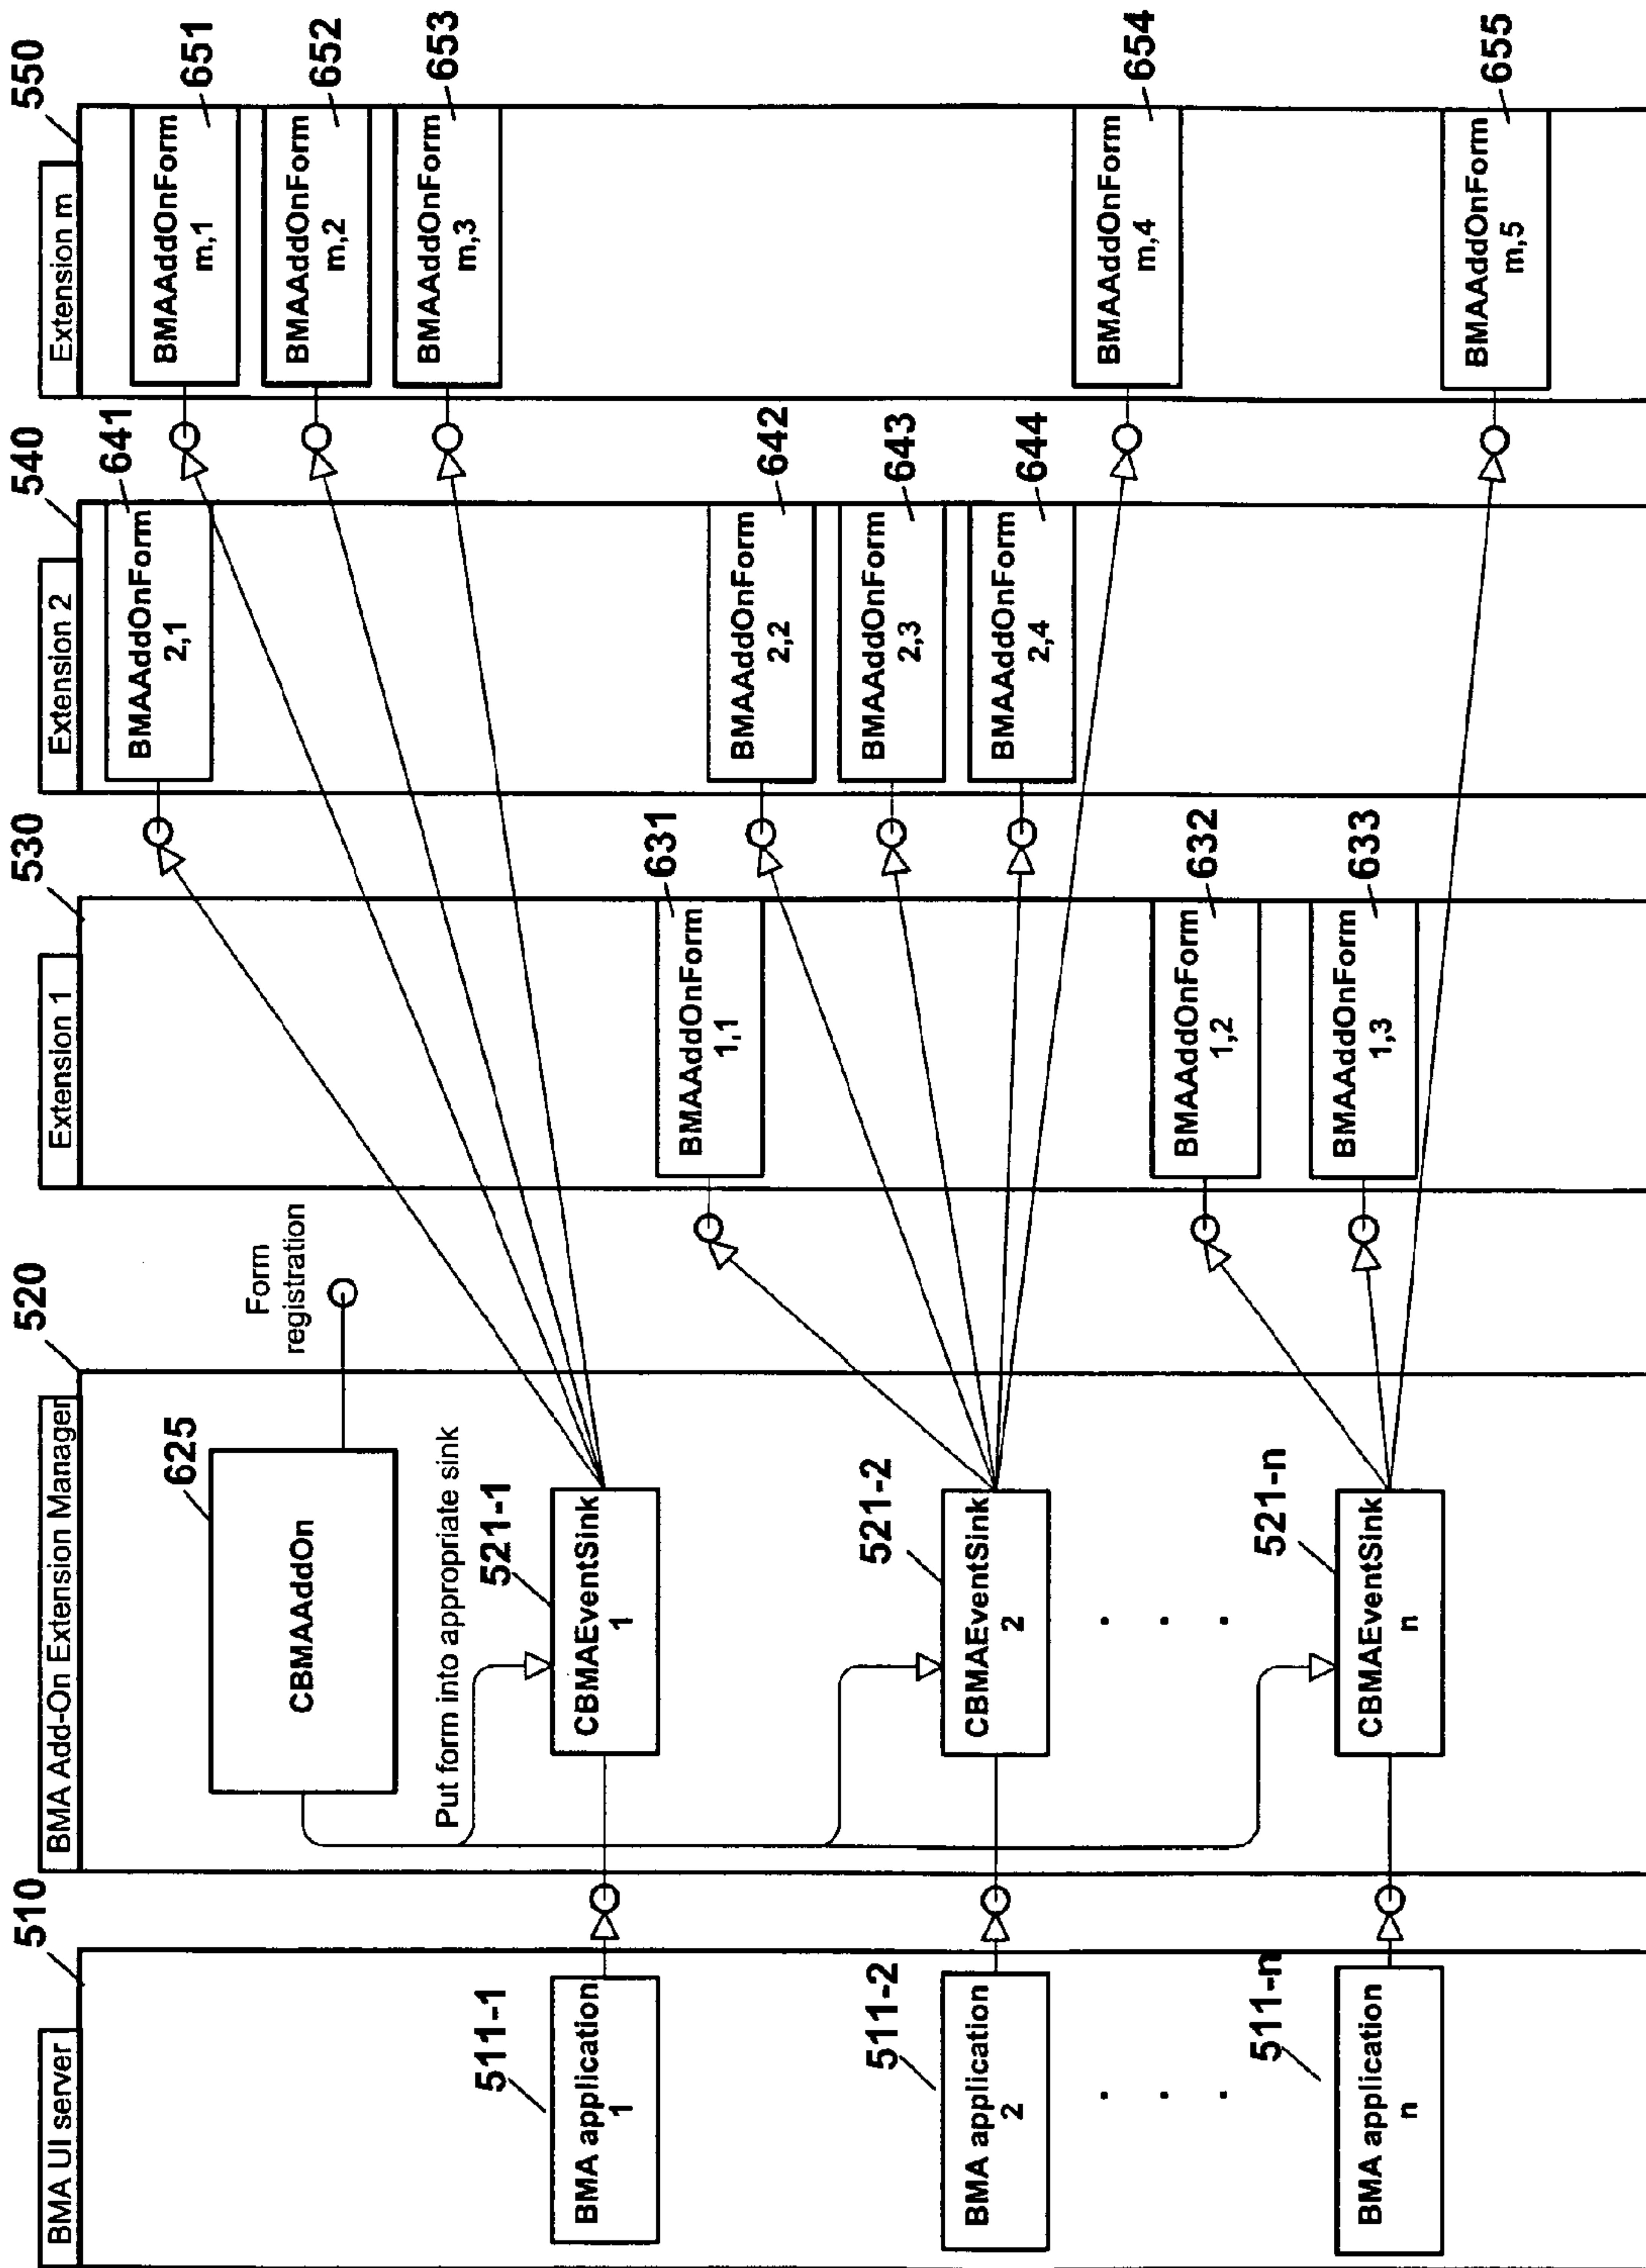 BMA UI server
510
511-1
BMA application
1
511-2
BMA application
2
. . .
511-n
BMA application
n
BMA Add-On Extension Manager
520
625
CBMAAddOn
Form
registration
Put form into appropriate sink
521-1
CBMAEventSink
1
521-2
CBMAEventSink
2
. . .
521-n
CBMAEventSink
n
Extension 1
530
631
BMAAddOnForm
1,1
632
BMAAddOnForm
1,2
633
BMAAddOnForm
1,3
Extension 2
540
641
BMAAddOnForm
2,1
642
BMAAddOnForm
2,2
643
BMAAddOnForm
2,3
644
BMAAddOnForm
2,4
Extension m
550
651
BMAAddOnForm
m,1
652
BMAAddOnForm
m,2
653
BMAAddOnForm
m,3
654
BMAAddOnForm
m,4
655
BMAAddOnForm
m,5